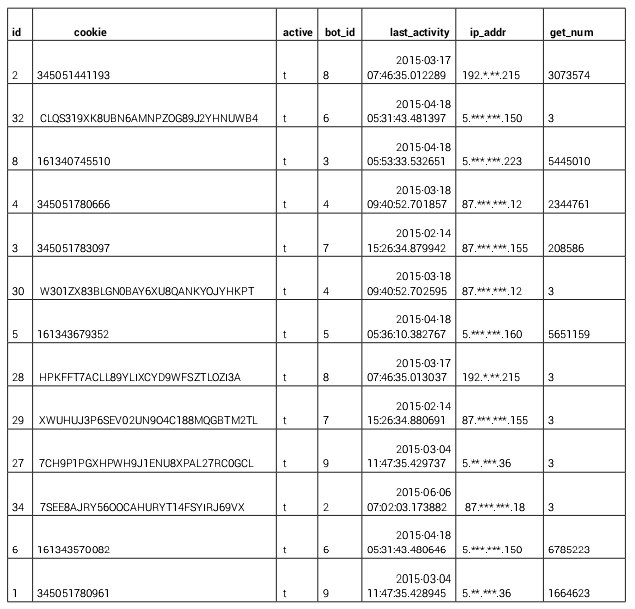 id cookie active bot_id last_activity ip_addr get_num
2015-03-17
2 345051441193 t 8 07:46:35.012289 192.*.**.215 3073574
2015-04-18
32 CLQS319XK8UBN6AMNPZOG89J2YHNUWB4 t 6 05:31:43.481397 5.***.***.150 3
2015-04-18
8 161340745510 t 3 05:53:33.532651 5.***.***.223 5445010
2015-03-18
4 345051780666 t 4 09:40:52.701857 87.***.***.12 2344761
2015-02-14
3 345051783097 t 7 15:26:34.879942 87.***.***.155 208586
2015-03-18
30 W301ZX83BLGN0BAY6XU8QANKYOJYHKPT t 4 09:40:52.702595 87.***.***.12 3
2015-04-18
5 161343679352 t 5 05:36:10.382767 5.***.***.160 5651159
2015-03-17
28 HPKFFT7ACLL89YLIXCYD9WFSZTLOZI3A t 8 07:46:35.013037 192.*.**.215 3
2015-02-14
29 XWUHUJ3P6SEV02UN9O4C188MQGBTM2TL t 7 15:26:34.880691 87.***.***.155 3
2015-03-04
27 7CH9P1PGXHPWH9J1ENU8XPAL27RC0GCL t 9 11:47:35.429737 5.**.***.36 3
2015-06-06
34 7SEE8AJRY56OOCAHURYT14FSYIRJ69VX t 2 07:02:03.173882 87.***.***.18 3
2015-04-18
6 161343570082 t 6 05:31:43.480646 5.***.***.150 6785223
2015-03-04
1 345051780961 t 9 11:47:35.428945 5.**.***.36 1664623